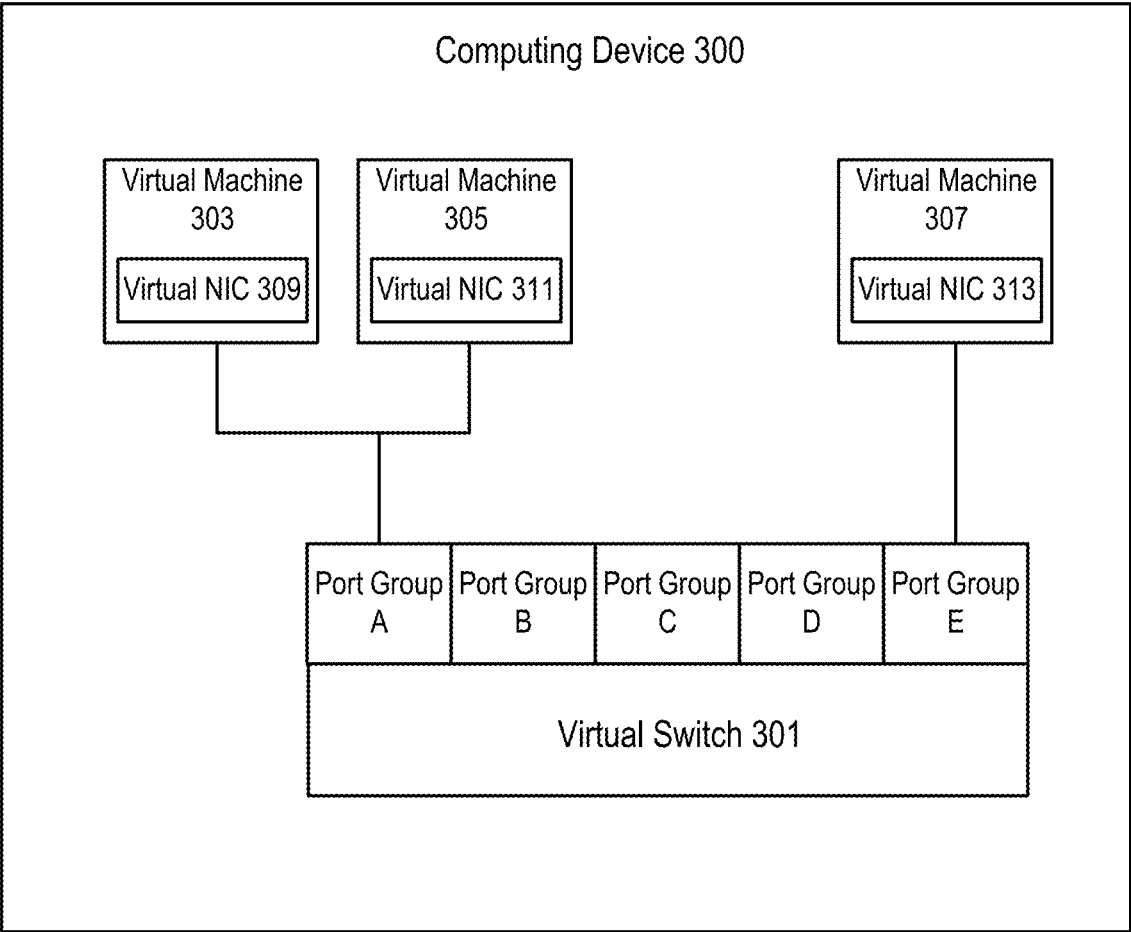 Computing Device 300
Virtual Machine
303
Virtual NIC 309
Virtual Machine
305
Virtual NIC 311
Virtual Machine
307
Virtual NIC 313
Port Group
A
Port Group
B
Port Group
C
Port Group
D
Port Group
E
Virtual Switch 301